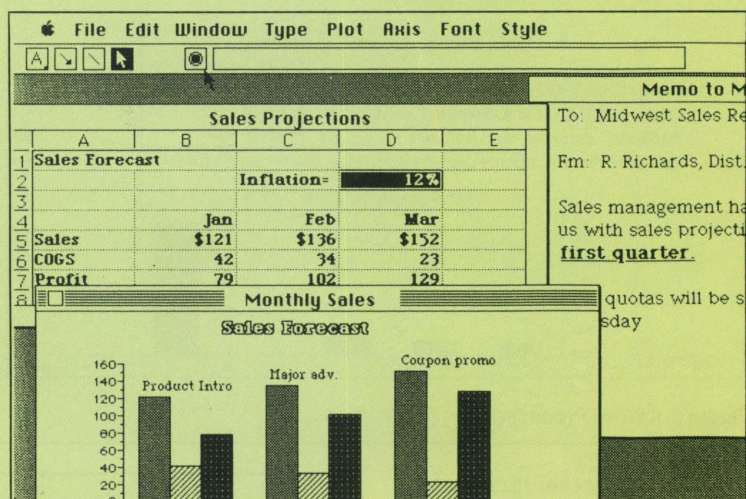 File Edit Window Type Plot Axis Font Style
A
Sales Projections
A B C D E
1 Sales Forecast
2 Inflation= 12%
3
4 Jan Feb Mar
5 Sales $121 $136 $152
6 COGS 42 34 23
7 Profit 79 102 129
8
Memo to M
To: Midwest Sales Re
Fm: R. Richards, Dist.
Sales management ha
us with sales projecti
first quarter.
quotas will be s
sday
Monthly Sales
Sales Forecast
160
140
120
100
80
60
40
20
0
Product Intro
Major adv.
Coupon promo